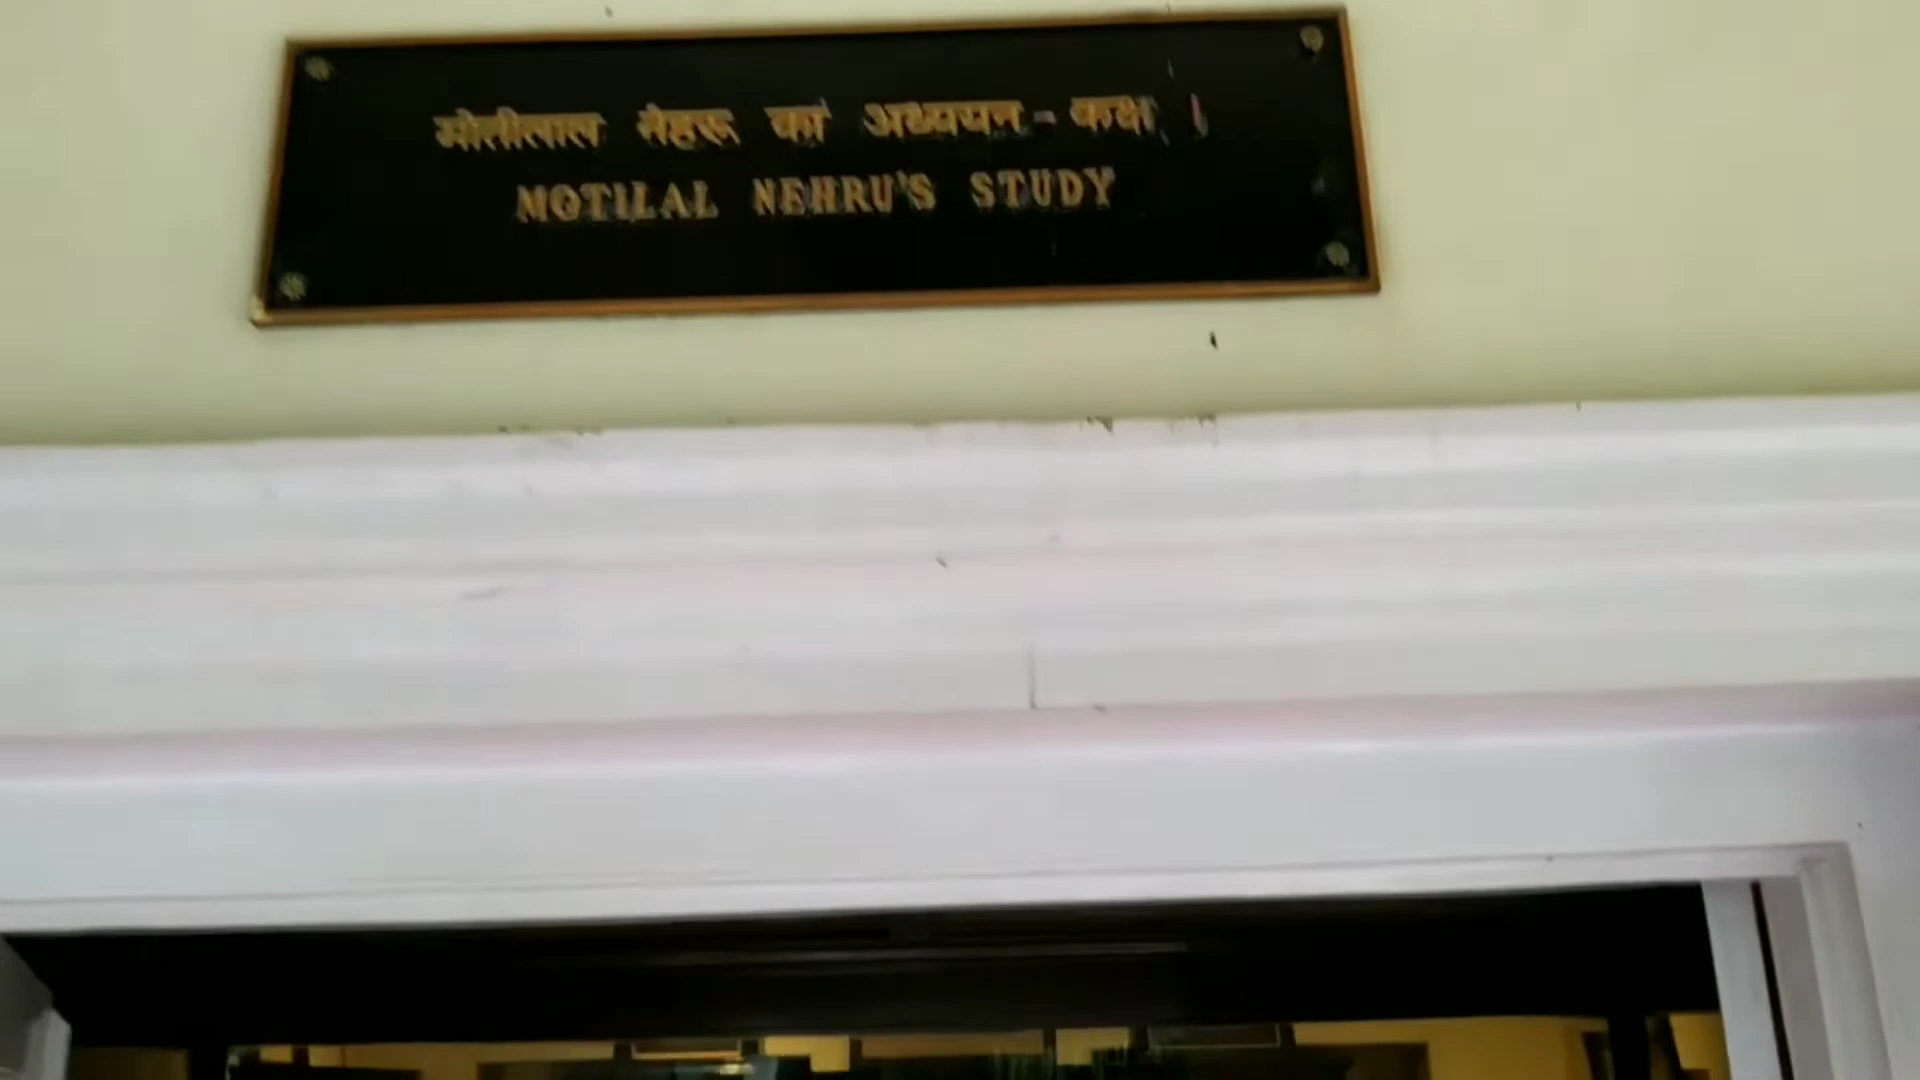 मोतीलाल नेहरू का अध्ययन - कक्ष ।
MOTILAL NEHRU'S STUDY